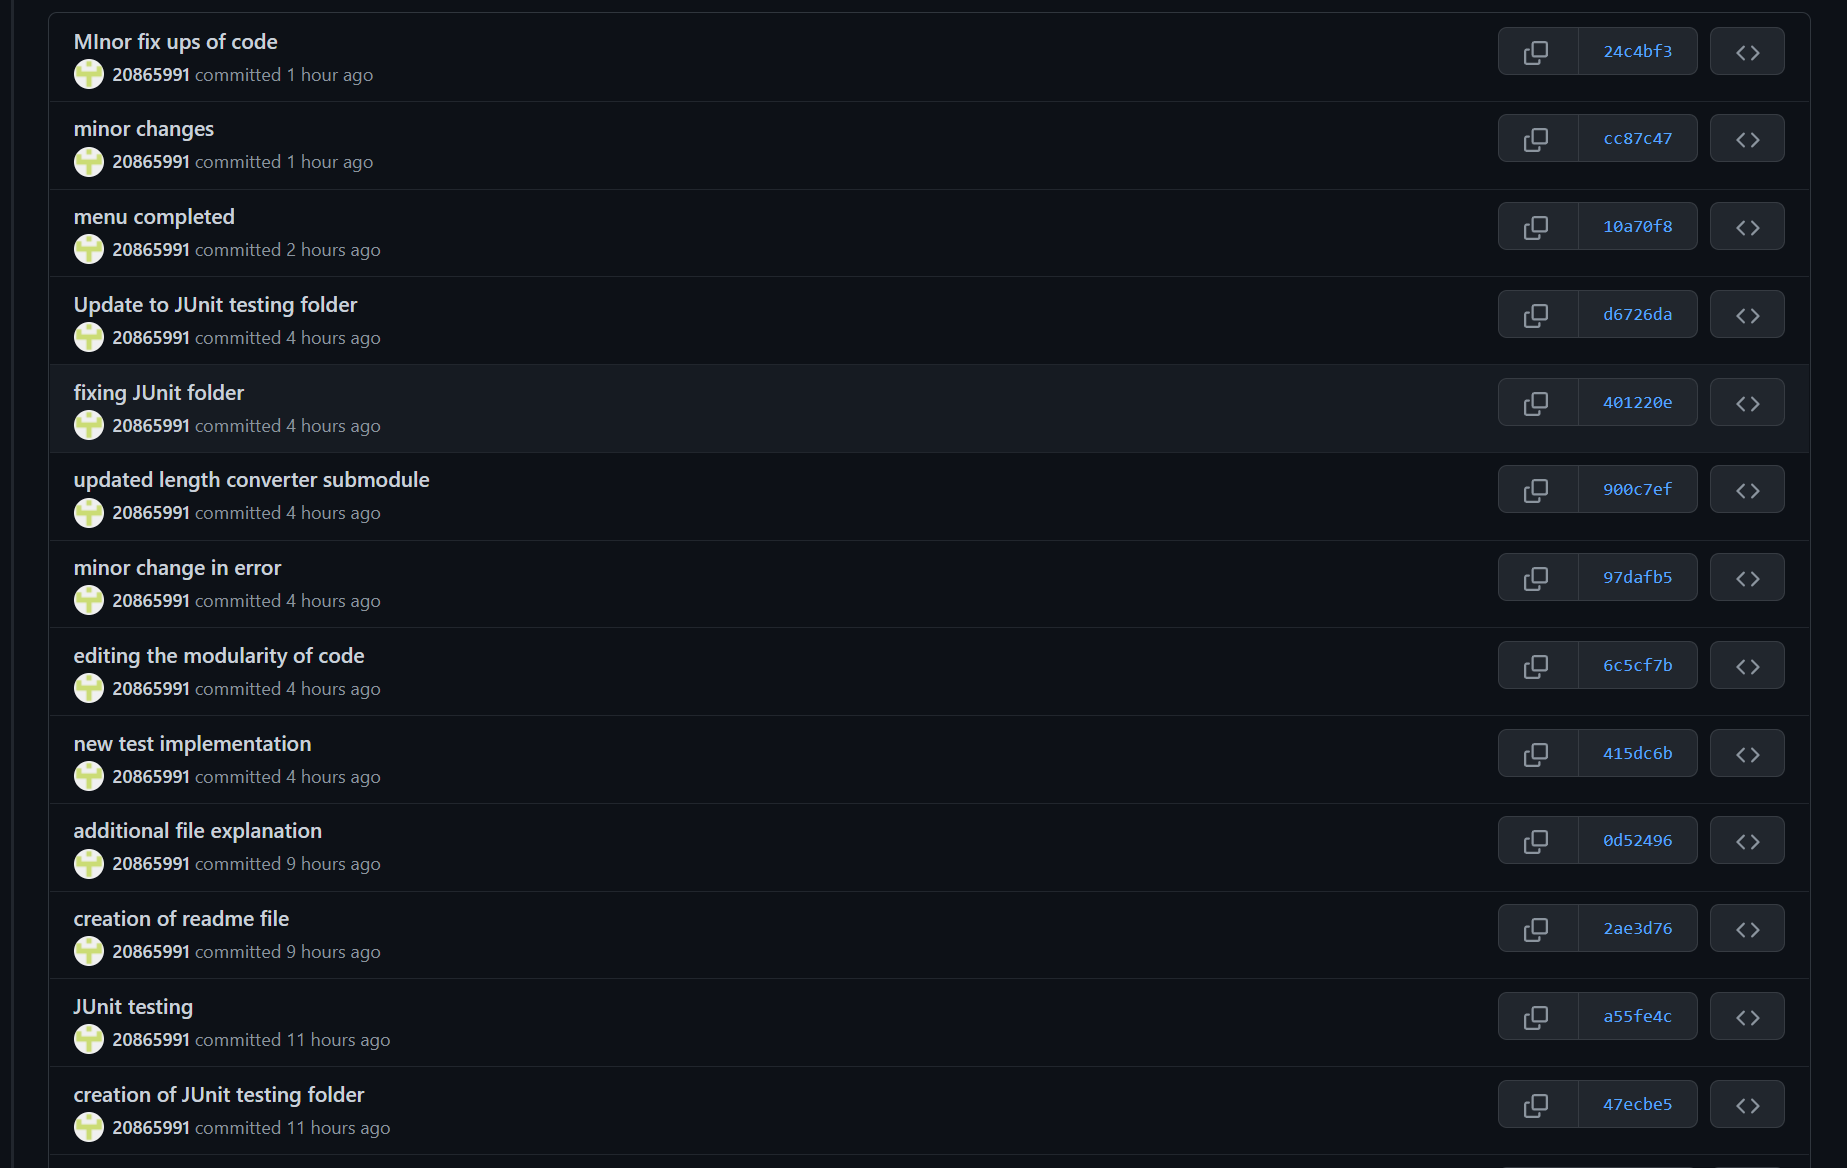 MInor fix ups of code
20865991 committed 1 hour ago
24c4bf3
minor changes
20865991 committed 1 hour ago
cc87c47
menu completed
20865991 committed 2 hours ago
10a70f8
Update to JUnit testing folder
20865991 committed 4 hours ago
d6726da
fixing JUnit folder
20865991 committed 4 hours ago
401220e
updated length converter submodule
20865991 committed 4 hours ago
900c7ef
minor change in error
20865991 committed 4 hours ago
97dafb5
editing the modularity of code
20865991 committed 4 hours ago
6c5cf7b
new test implementation
20865991 committed 4 hours ago
415dc6b
additional file explanation
20865991 committed 9 hours ago
0d52496
creation of readme file
20865991 committed 9 hours ago
2ae3d76
JUnit testing
20865991 committed 11 hours ago
a55fe4c
creation of JUnit testing folder
20865991 committed 11 hours ago
47ecbe5